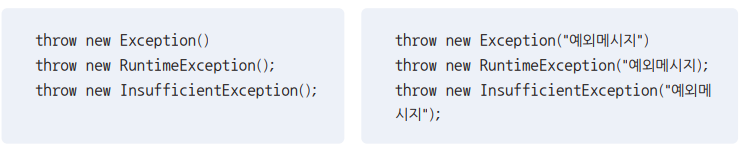 throw new Exception()
throw new RuntimeException();
throw new InsufficientException();
throw new Exception("예외메시지")
throw new RuntimeException("예외메시지);
throw new InsufficientException("예외메
시지");